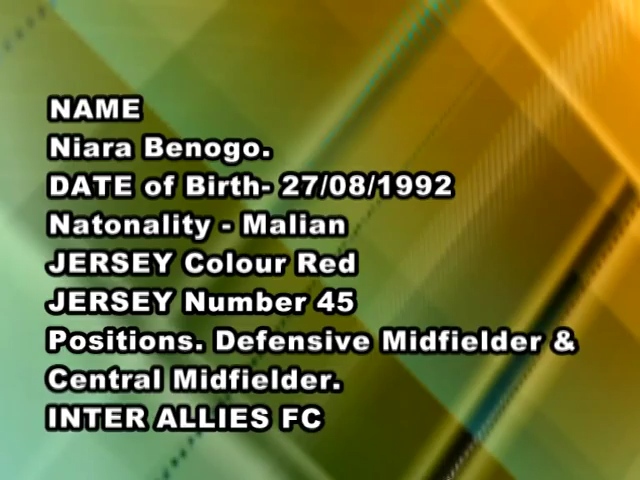 NAME
Niara Benogo.
DATE of Birth- 27/08/1992
Natonality - Malian
JERSEY Colour Red
JERSEY Number 45
Positions. Defensive Midfielder &
Central Midfielder.
INTER ALLIES FC